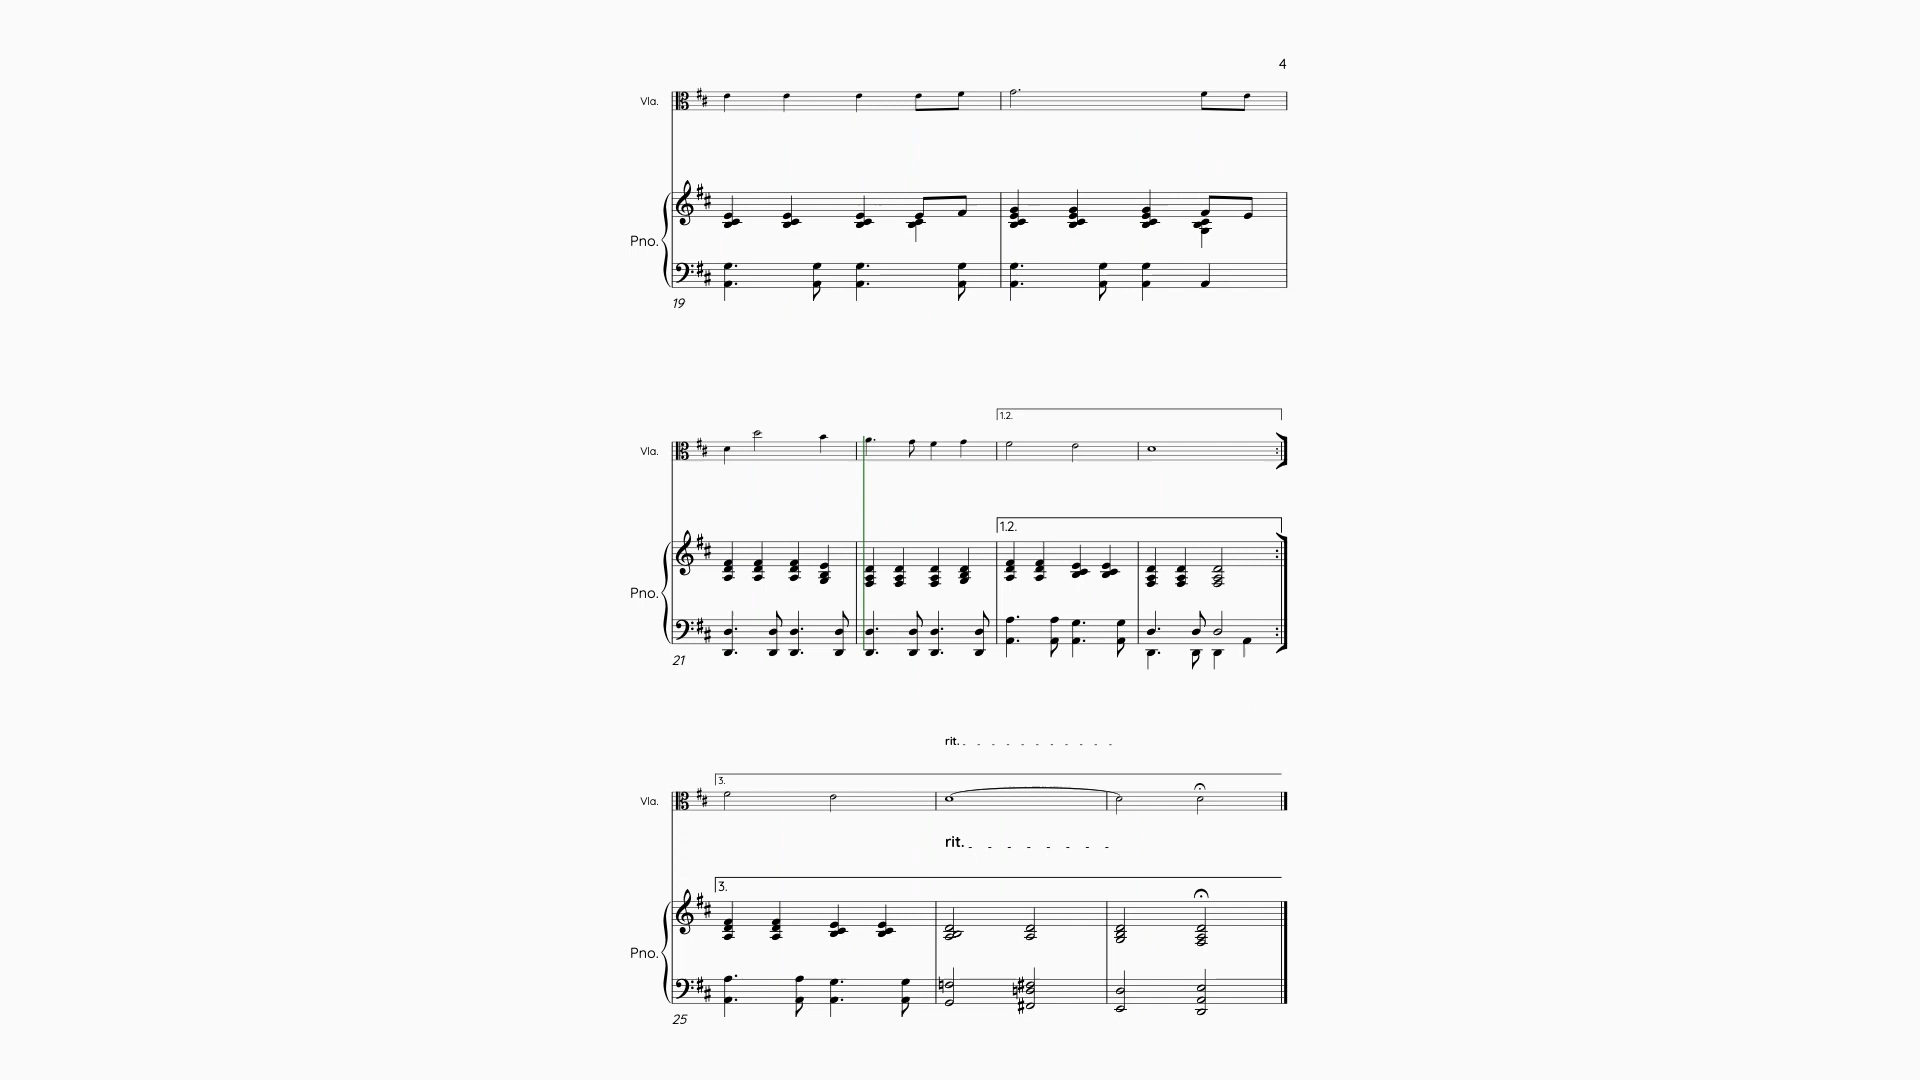 4
Vla.
Pno.
19
1.2.
Vla.
1.2.
Pno.
21
rit.
3.
Vla.
rit.
3.
Pno.
25